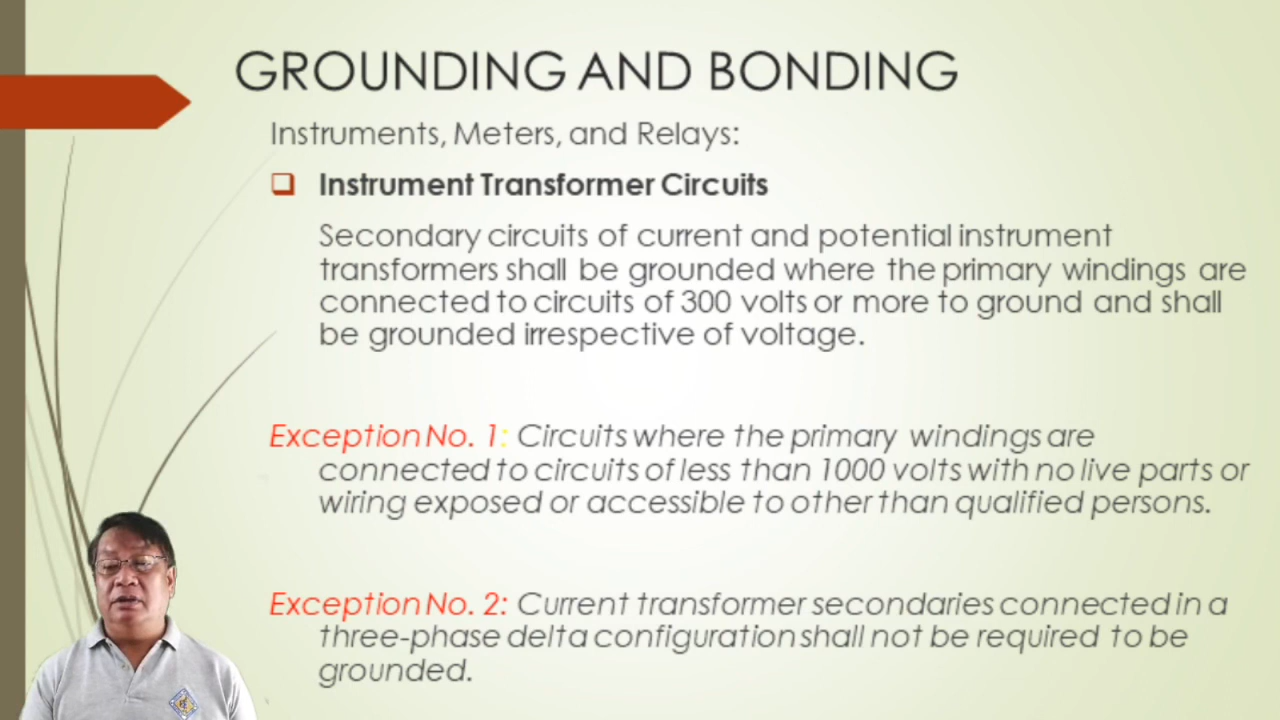 GROUNDING AND BONDING
Instruments, Meters, and Relays:
Instrument Transformer Circuits
Secondary circuits of current and potential instrument
transformers shall be grounded where the primary windings are
connected to circuits of 300 volts or more to ground and shall
be grounded irrespective of voltage.
Exception No. 1: Circuits where the primary windings are
connected to circuits of less than 1000 volts with no live parts or
wiring exposed or accessible to other than qualified persons.
Exception No. 2: Current transformer secondaries connected in a
three-phase delta configuration shall not be required to be
grounded.